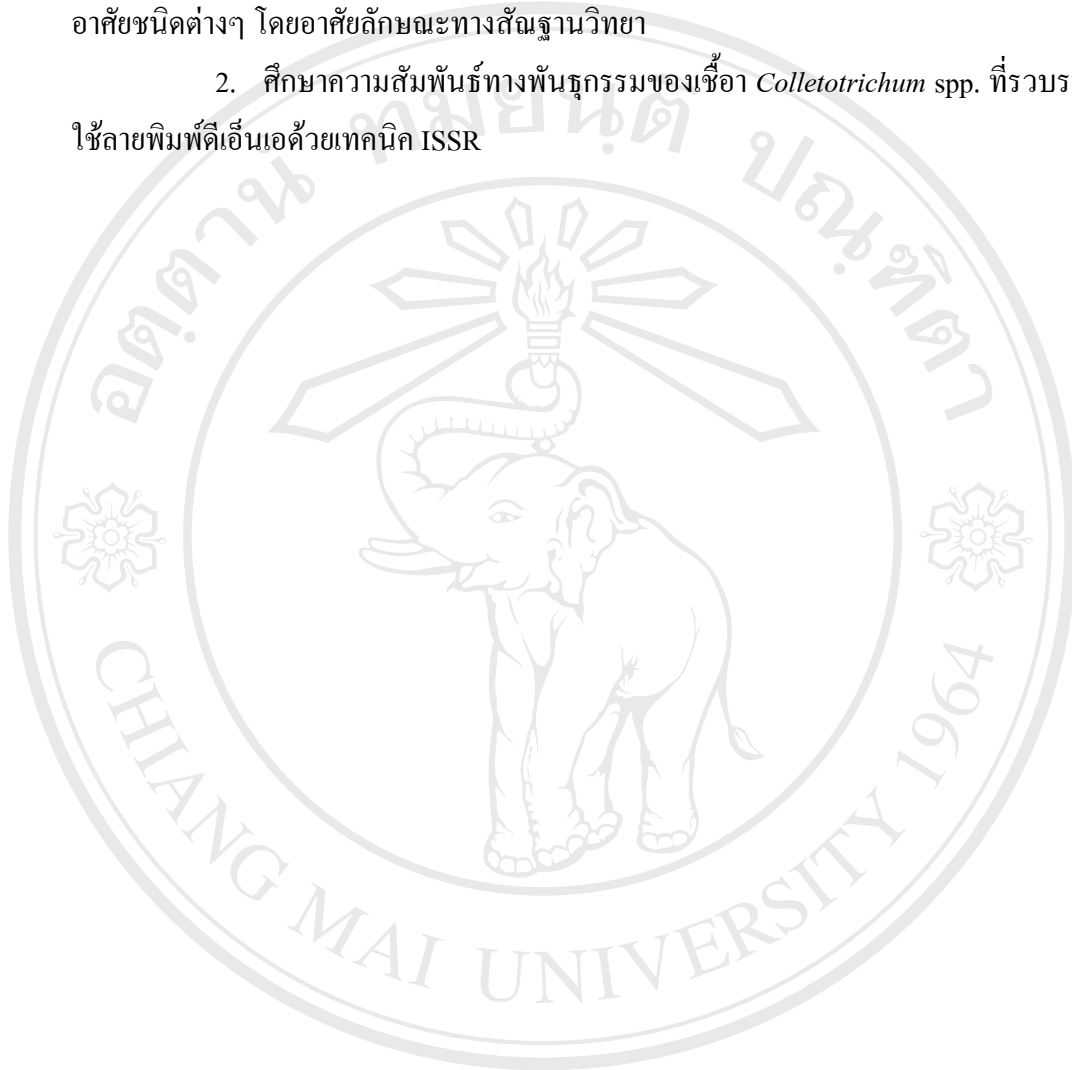 อาศัยชนิดต่างๆ โดยอาศัยลักษณะทางสัณฐานวิทยา
2. ศึกษาความสัมพันธ์ทางพันธุกรรมของเชื้อรา Colletotrichum spp. ที่รวบร
ใช้ลายพิมพ์ดีเอ็นเอด้วยเทคนิค ISSR
CHIANG MAI UNIVERSITY 1964